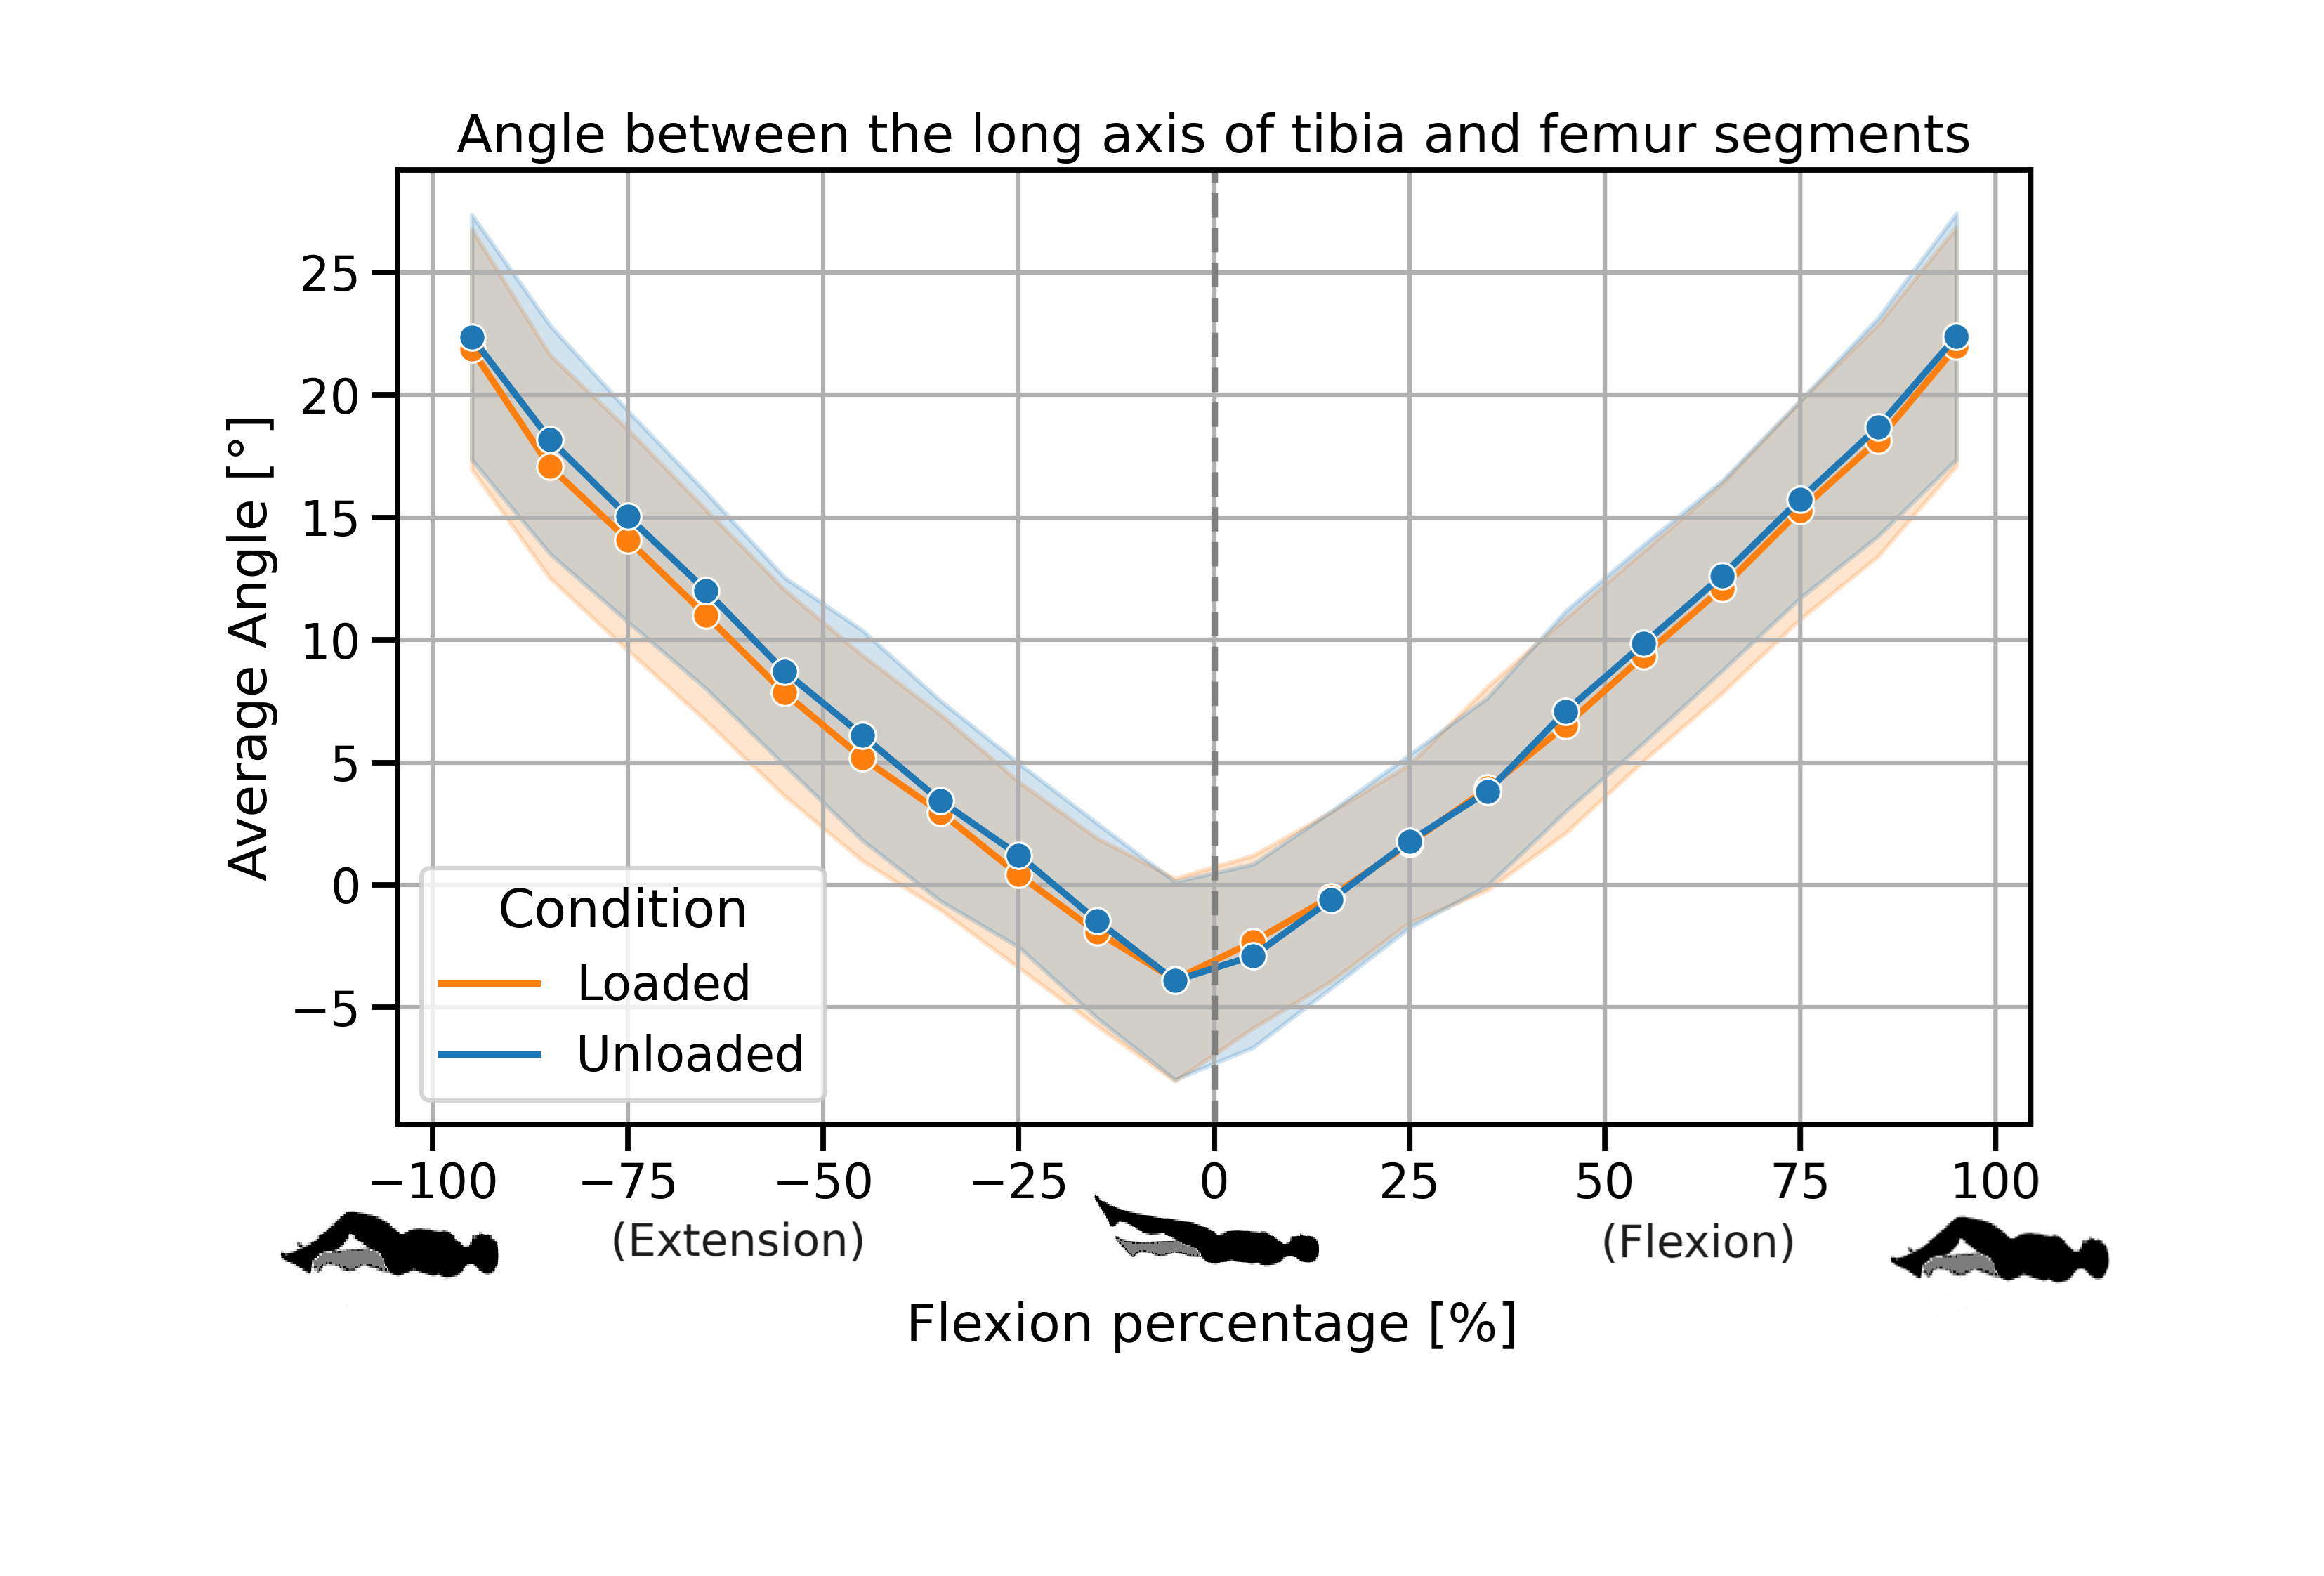 Angle between the long axis of tibia and femur segments
Average Angle [°]
25
20
15
10
5
0
−5
Condition
Loaded
Unloaded
−100 −75 −50 −25 0 25 50 75 100
(Extension) (Flexion)
Flexion percentage [%]